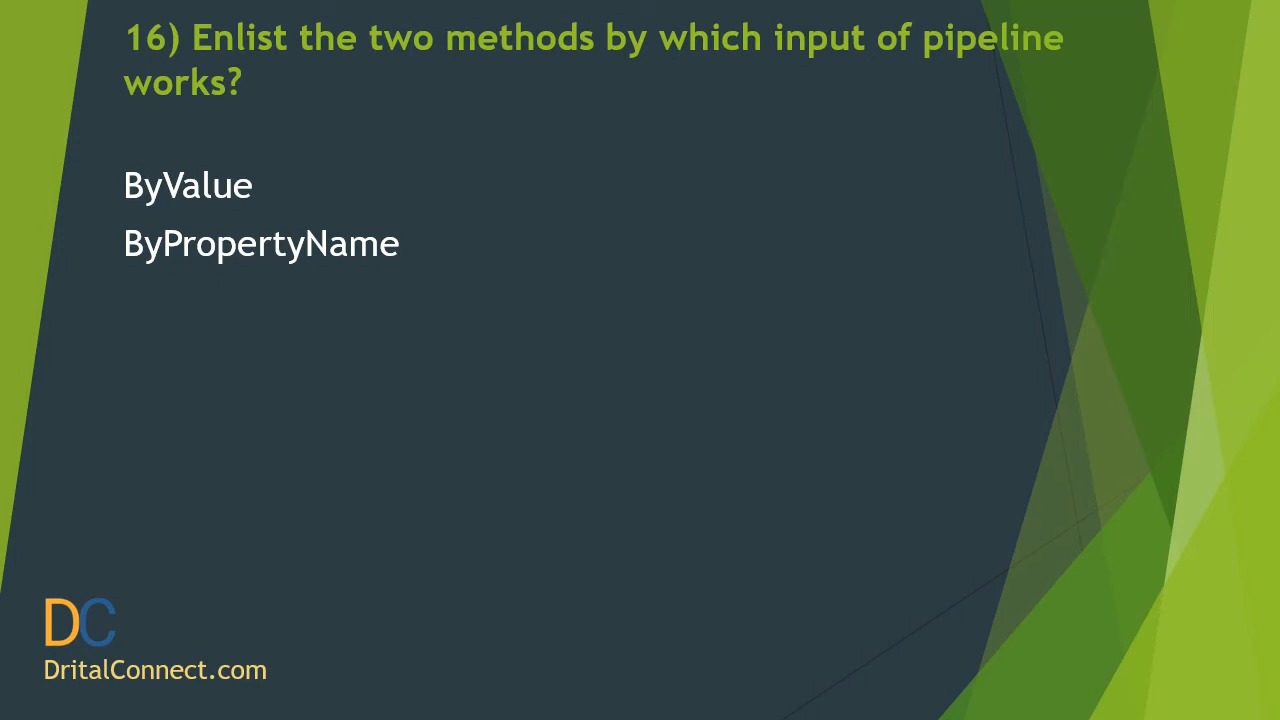 16) Enlist the two methods by which input of pipeline
works?
ByValue
ByPropertyName
DC
DritalConnect.com